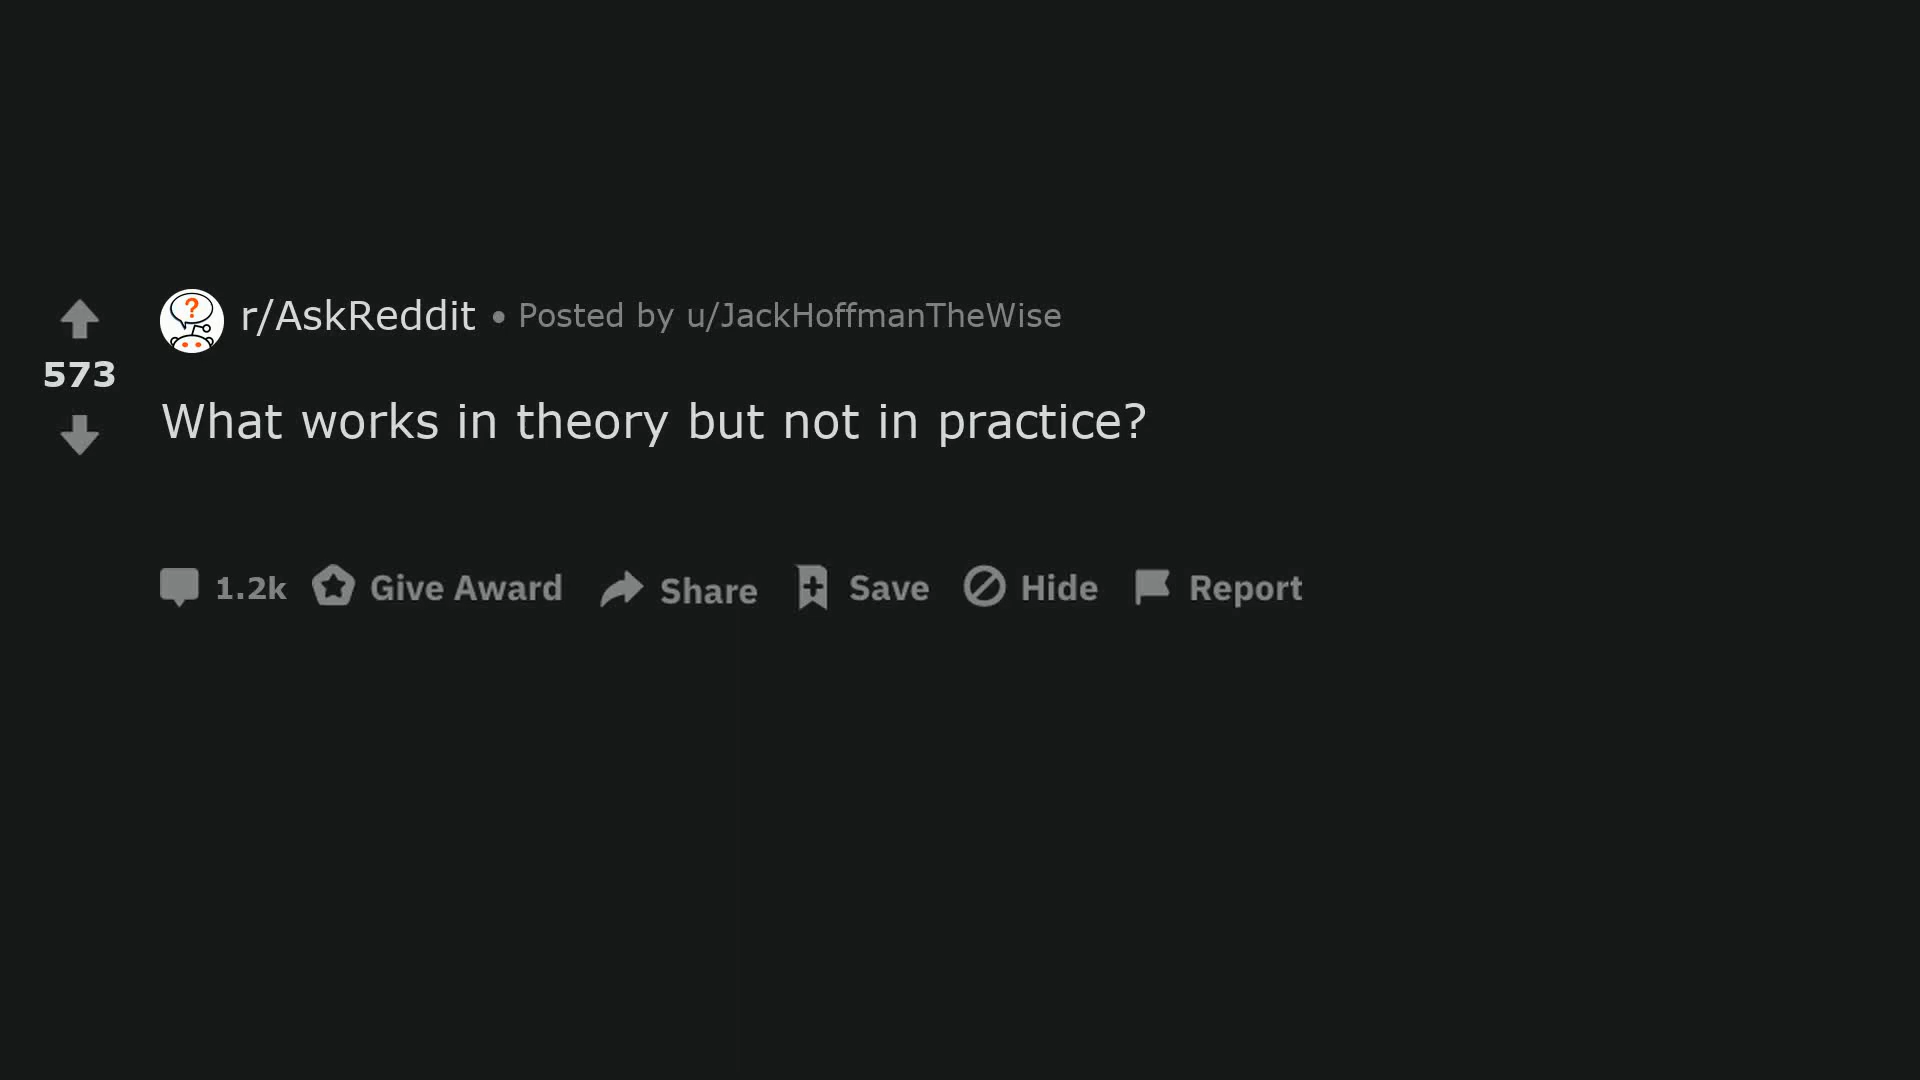 r/AskReddit • Posted by u/JackHoffmanTheWise
573
What works in theory but not in practice?
1.2k Give Award Share Save Hide Report